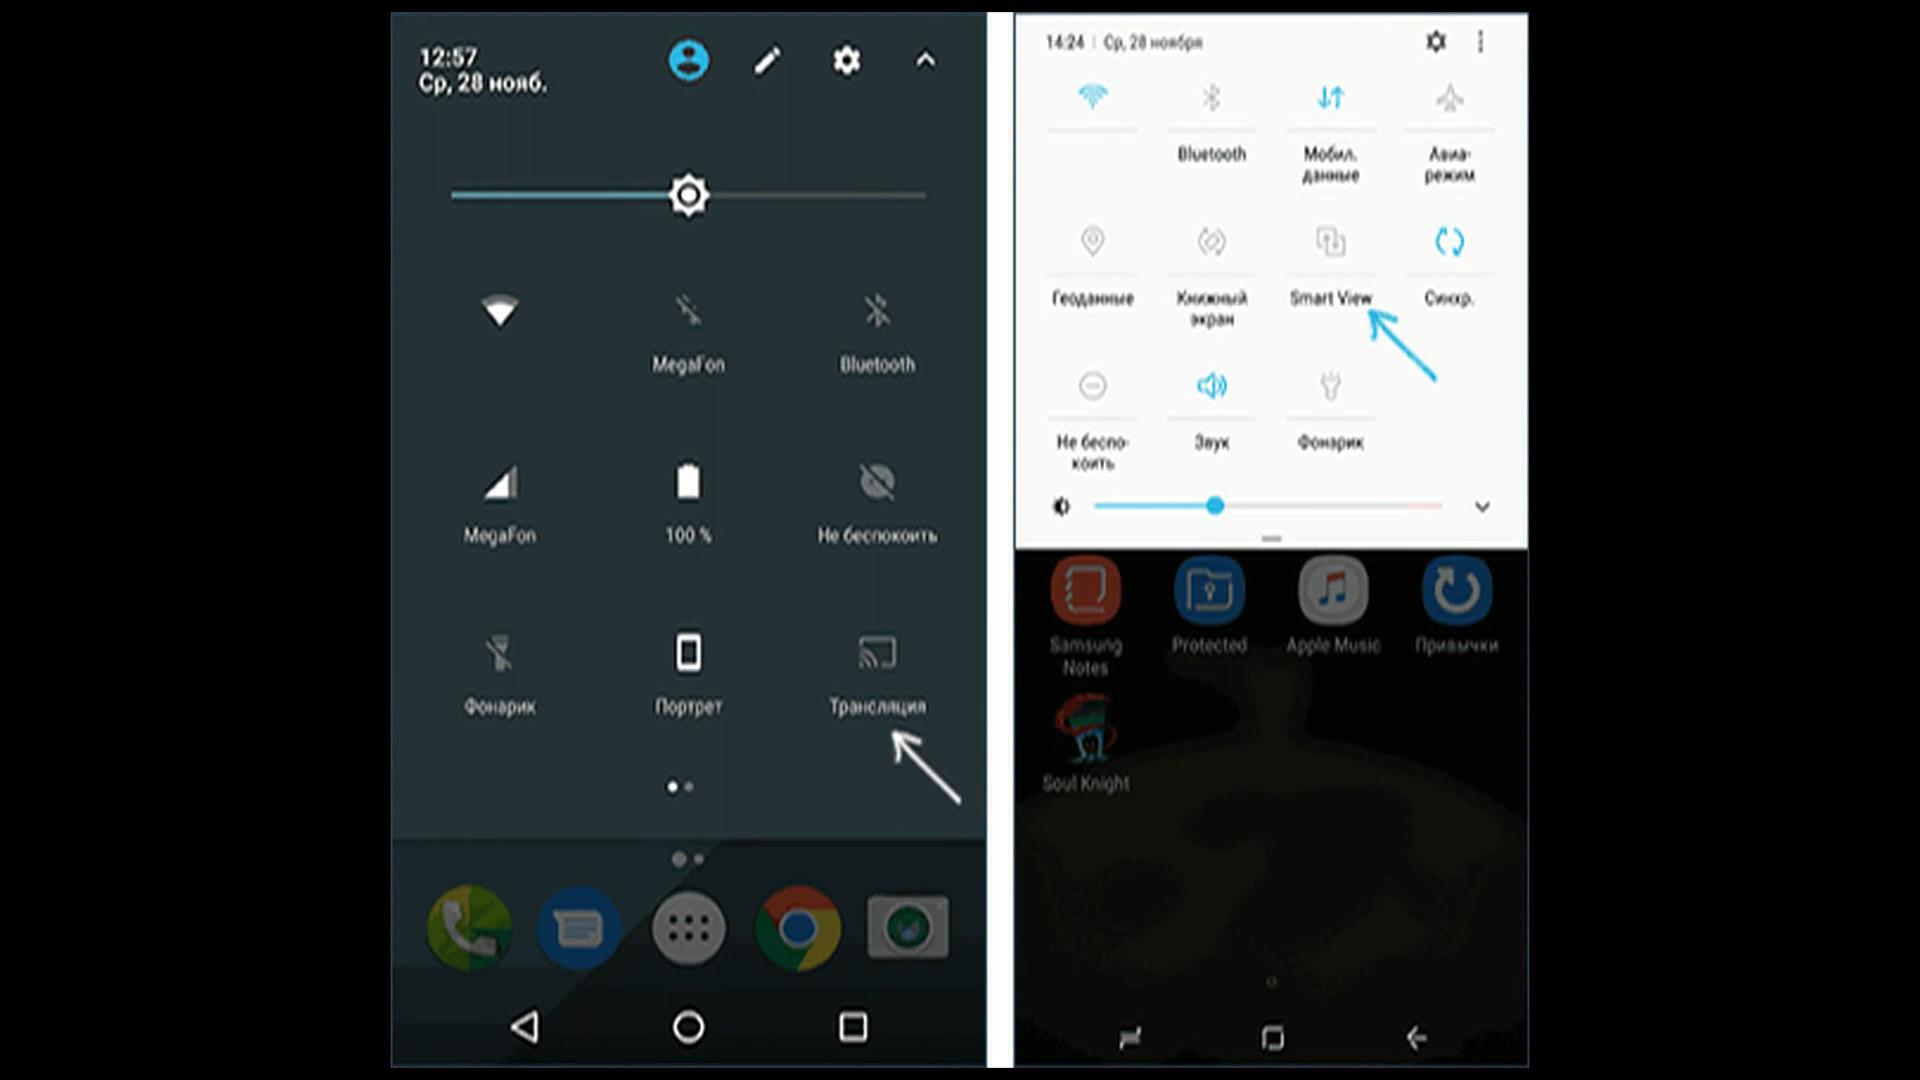 12:57
Ср, 28 нояб.
MegaFon
Bluetooth
MegaFon
100 %
Не беспокоить
Фонарик
Портрет
Трансляция
14:24 | Ср, 28 ноября
Bluetooth
Мобил.
данные
Авиа-
режим
Геоданные
Книжный
экран
Smart View
Синхр.
Не беспо-
коить
Звук
Фонарик
Samsung
Notes
Protected
Apple Music
Привычки
Soul Knight